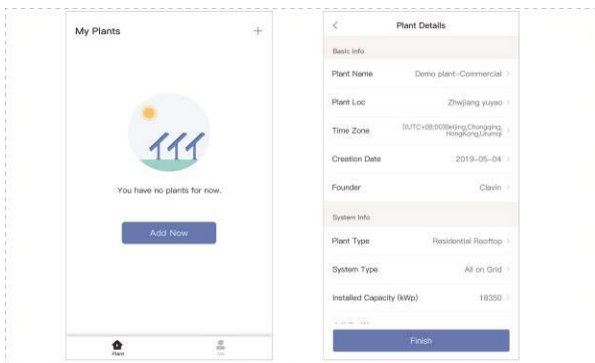 My Plants
+
You have no plants for now.
Add Now
Plant
Plant Details
Basic Info
Plant Name Demo plant-Commercial
Plant Loc Zhwjiang yuyao
Time Zone (UTC+08:00)Beijing,Chongqing,
HongKong,Urumqi
Creation Date 2019-05-04
Founder Clavin
System Info
Plant Type Residential Rooftop
System Type All on Grid
Installed Capacity (kWp) 18350
Finish